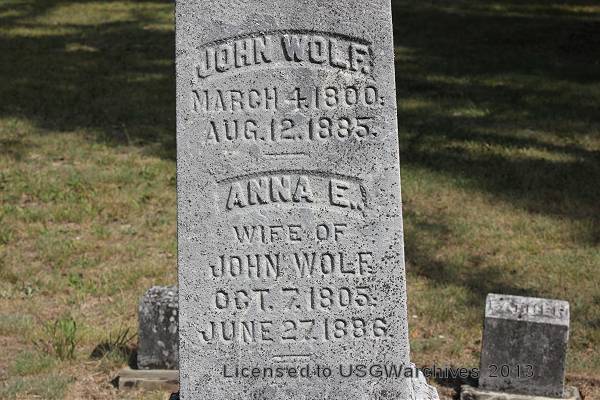 JOHN WOLF.
MARCH 4. 1800.
AUG. 12. 1885.
ANNA E.,
WIFE OF
JOHN WOLF.
OCT. 7. 1805.
JUNE 27. 1886.
FATHER
Licensed to USGWarchives 2013